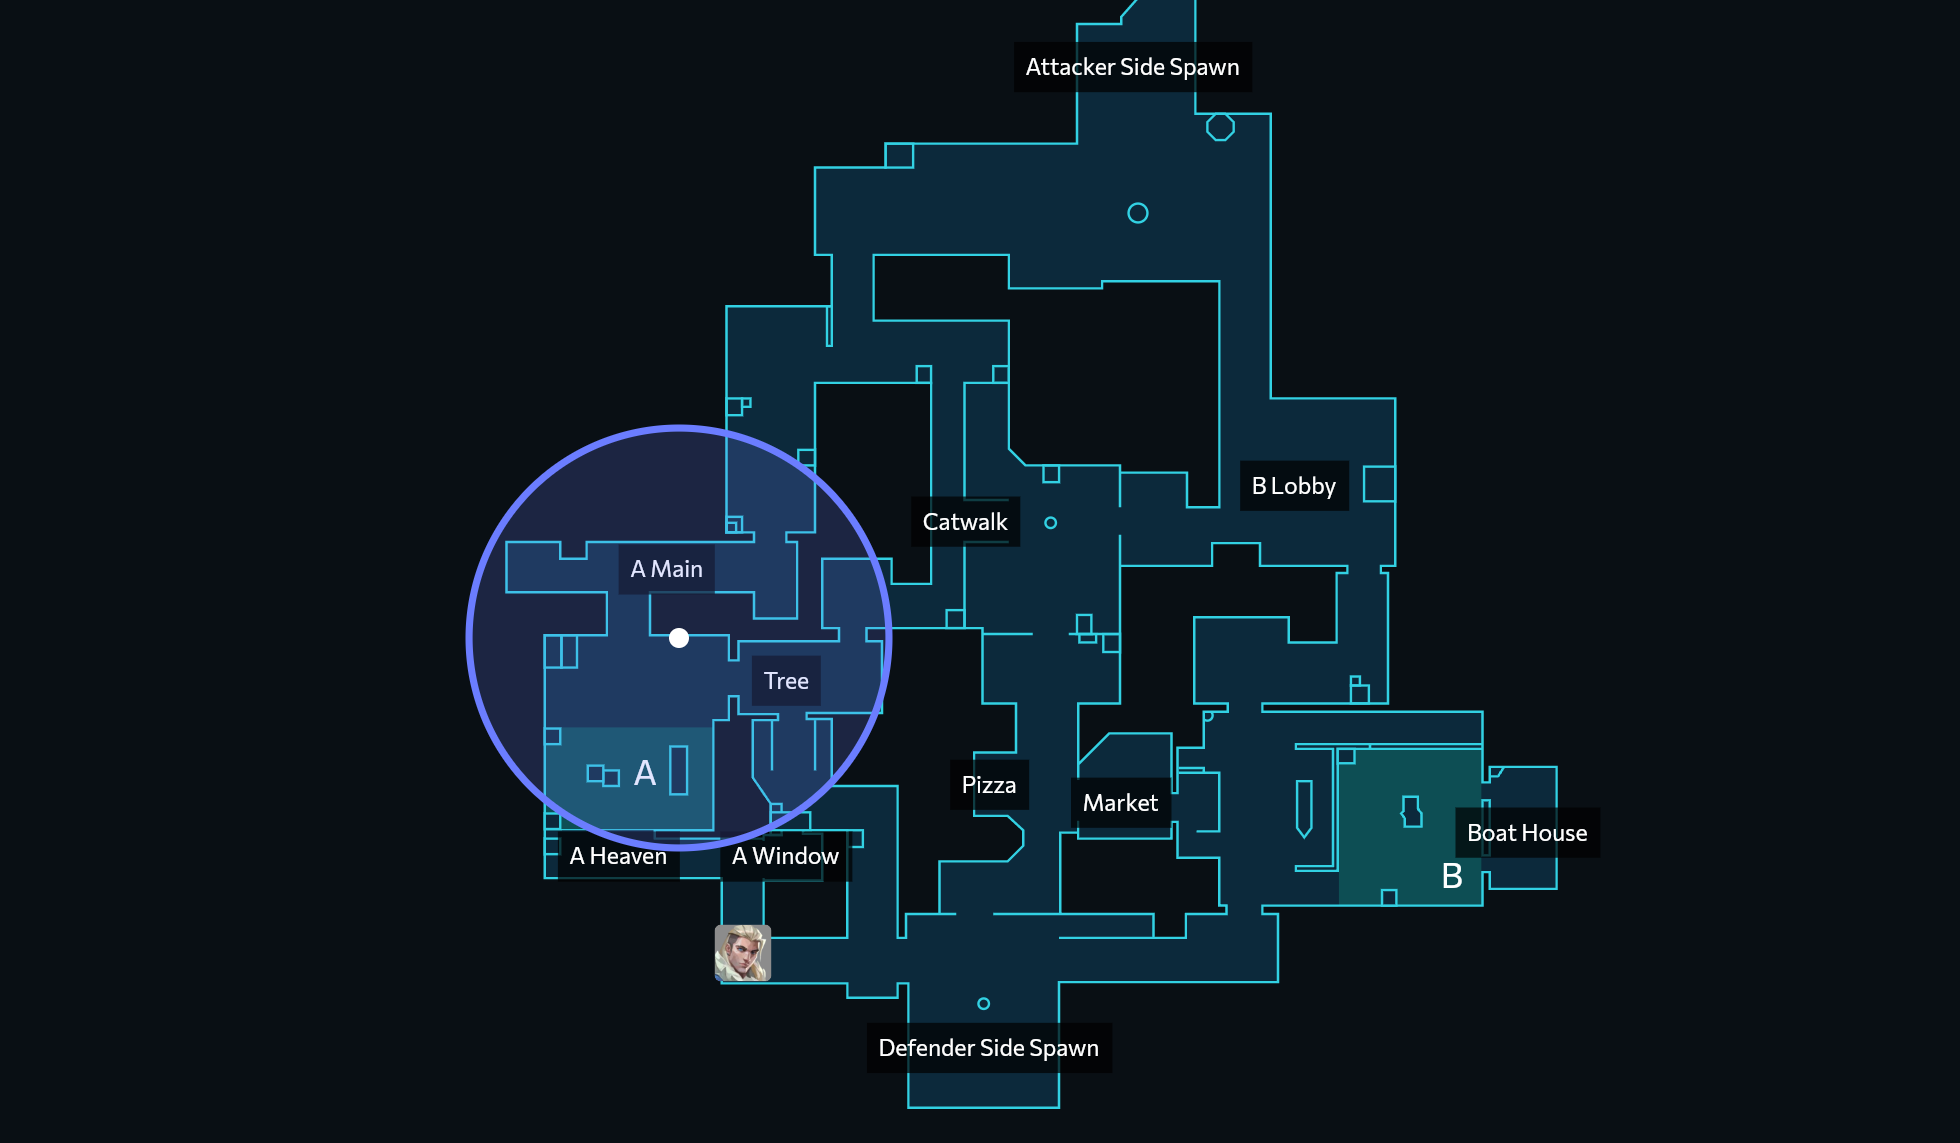 Attacker Side Spawn
B Lobby
Catwalk
A Main
Tree
A
Pizza
Market
Boat House
A Heaven
A Window
B
Defender Side Spawn